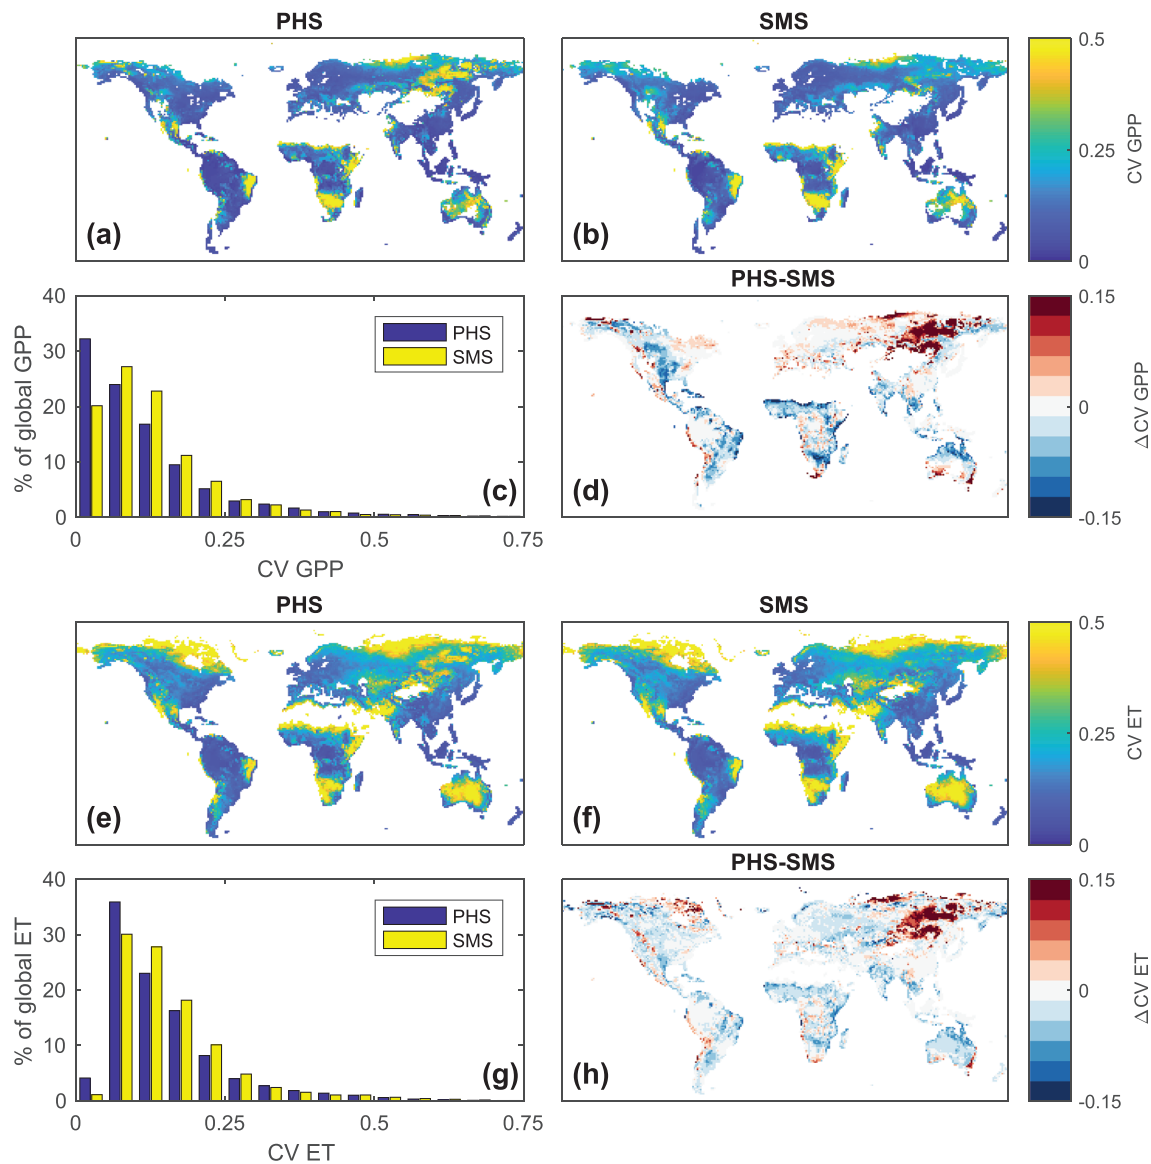 PHS
SMS
(a)
(b)
0.5
0.25
0
CV GPP
PHS-SMS
40
30
20
10
0
% of global GPP
PHS
SMS
(c)
0
0.25
0.5
0.75
CV GPP
(d)
0.15
0
-0.15
ΔCV GPP
PHS
SMS
(e)
(f)
0.5
0.25
0
CV ET
PHS-SMS
40
30
20
10
0
% of global ET
PHS
SMS
(g)
0
0.25
0.5
0.75
CV ET
(h)
0.15
0
-0.15
ΔCV ET